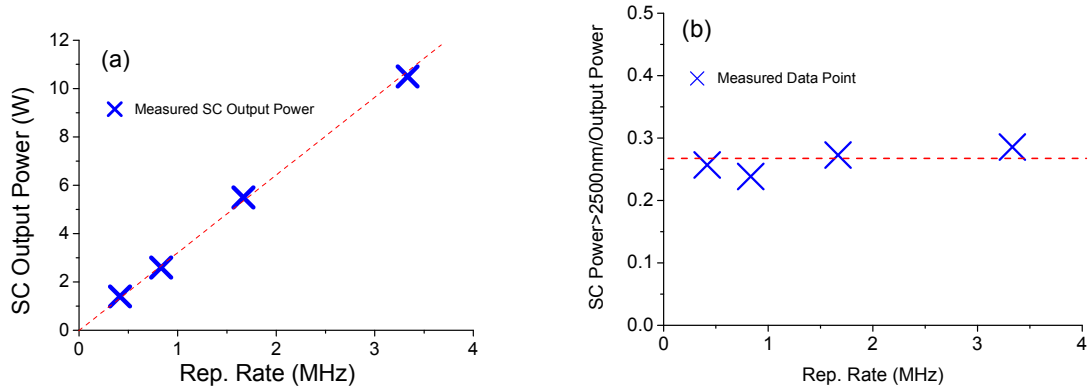 (a)
Measured SC Output Power
SC Output Power (W)
12
10
8
6
4
2
0
0 1 2 3 4
Rep. Rate (MHz)
(b)
Measured Data Point
SC Power>2500nm/Output Power
0.5
0.4
0.3
0.2
0.1
0.0
0 1 2 3 4
Rep. Rate (MHz)